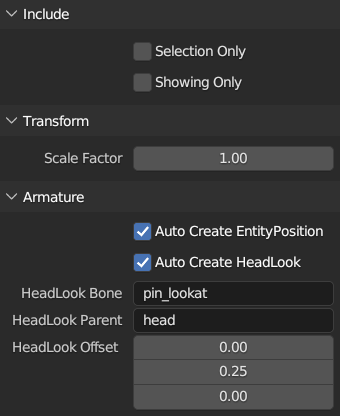 Include
Selection Only
Showing Only
Transform
Scale Factor 1.00
Armature
Auto Create EntityPosition
Auto Create HeadLook
HeadLook Bone pin_lookat
HeadLook Parent head
HeadLook Offset 0.00
0.25
0.00